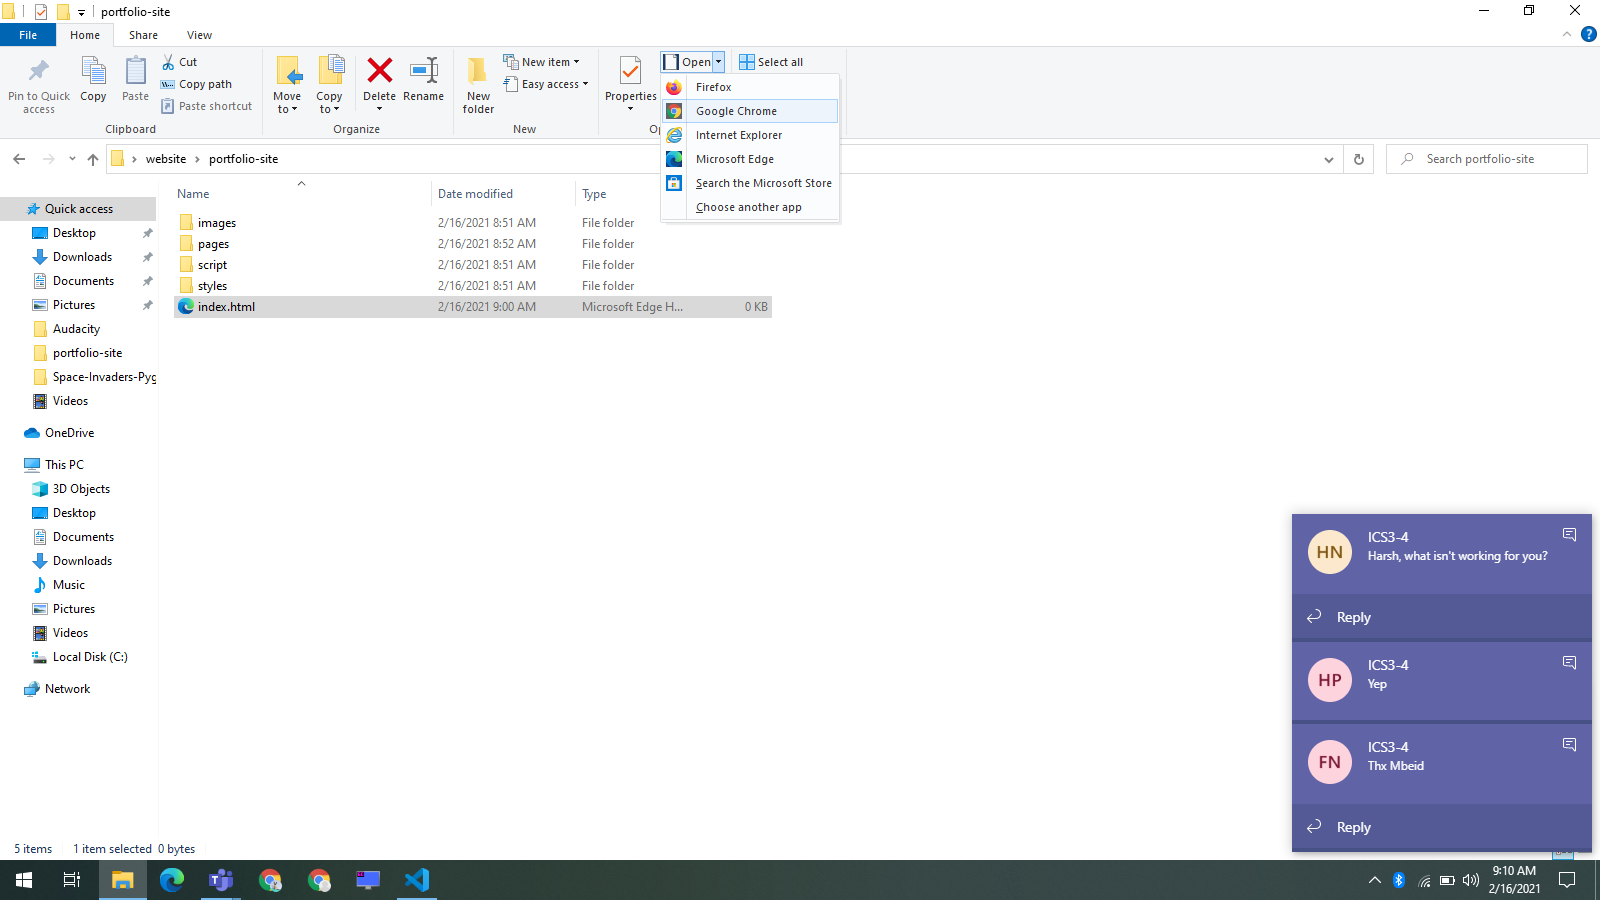 portfolio-site
File Home Share View
Pin to Quick access
Copy
Paste
Cut
Copy path
Paste shortcut
Clipboard
Move to
Copy to
Delete
Rename
Organize
New folder
New item
Easy access
New
Properties
Open
Select all
Firefox
Google Chrome
Internet Explorer
Microsoft Edge
Search the Microsoft Store
Choose another app
website > portfolio-site
Search portfolio-site
Name Date modified Type
images 2/16/2021 8:51 AM File folder
pages 2/16/2021 8:52 AM File folder
script 2/16/2021 8:51 AM File folder
styles 2/16/2021 8:51 AM File folder
index.html 2/16/2021 9:00 AM Microsoft Edge H... 0 KB
Quick access
Desktop
Downloads
Documents
Pictures
Audacity
portfolio-site
Space-Invaders-Pyg
Videos
OneDrive
This PC
3D Objects
Desktop
Documents
Downloads
Music
Pictures
Videos
Local Disk (C:)
Network
HN
ICS3-4
Harsh, what isn't working for you?
Reply
HP
ICS3-4
Yep
FN
ICS3-4
Thx Mbeid
Reply
5 items 1 item selected 0 bytes
9:10 AM
2/16/2021